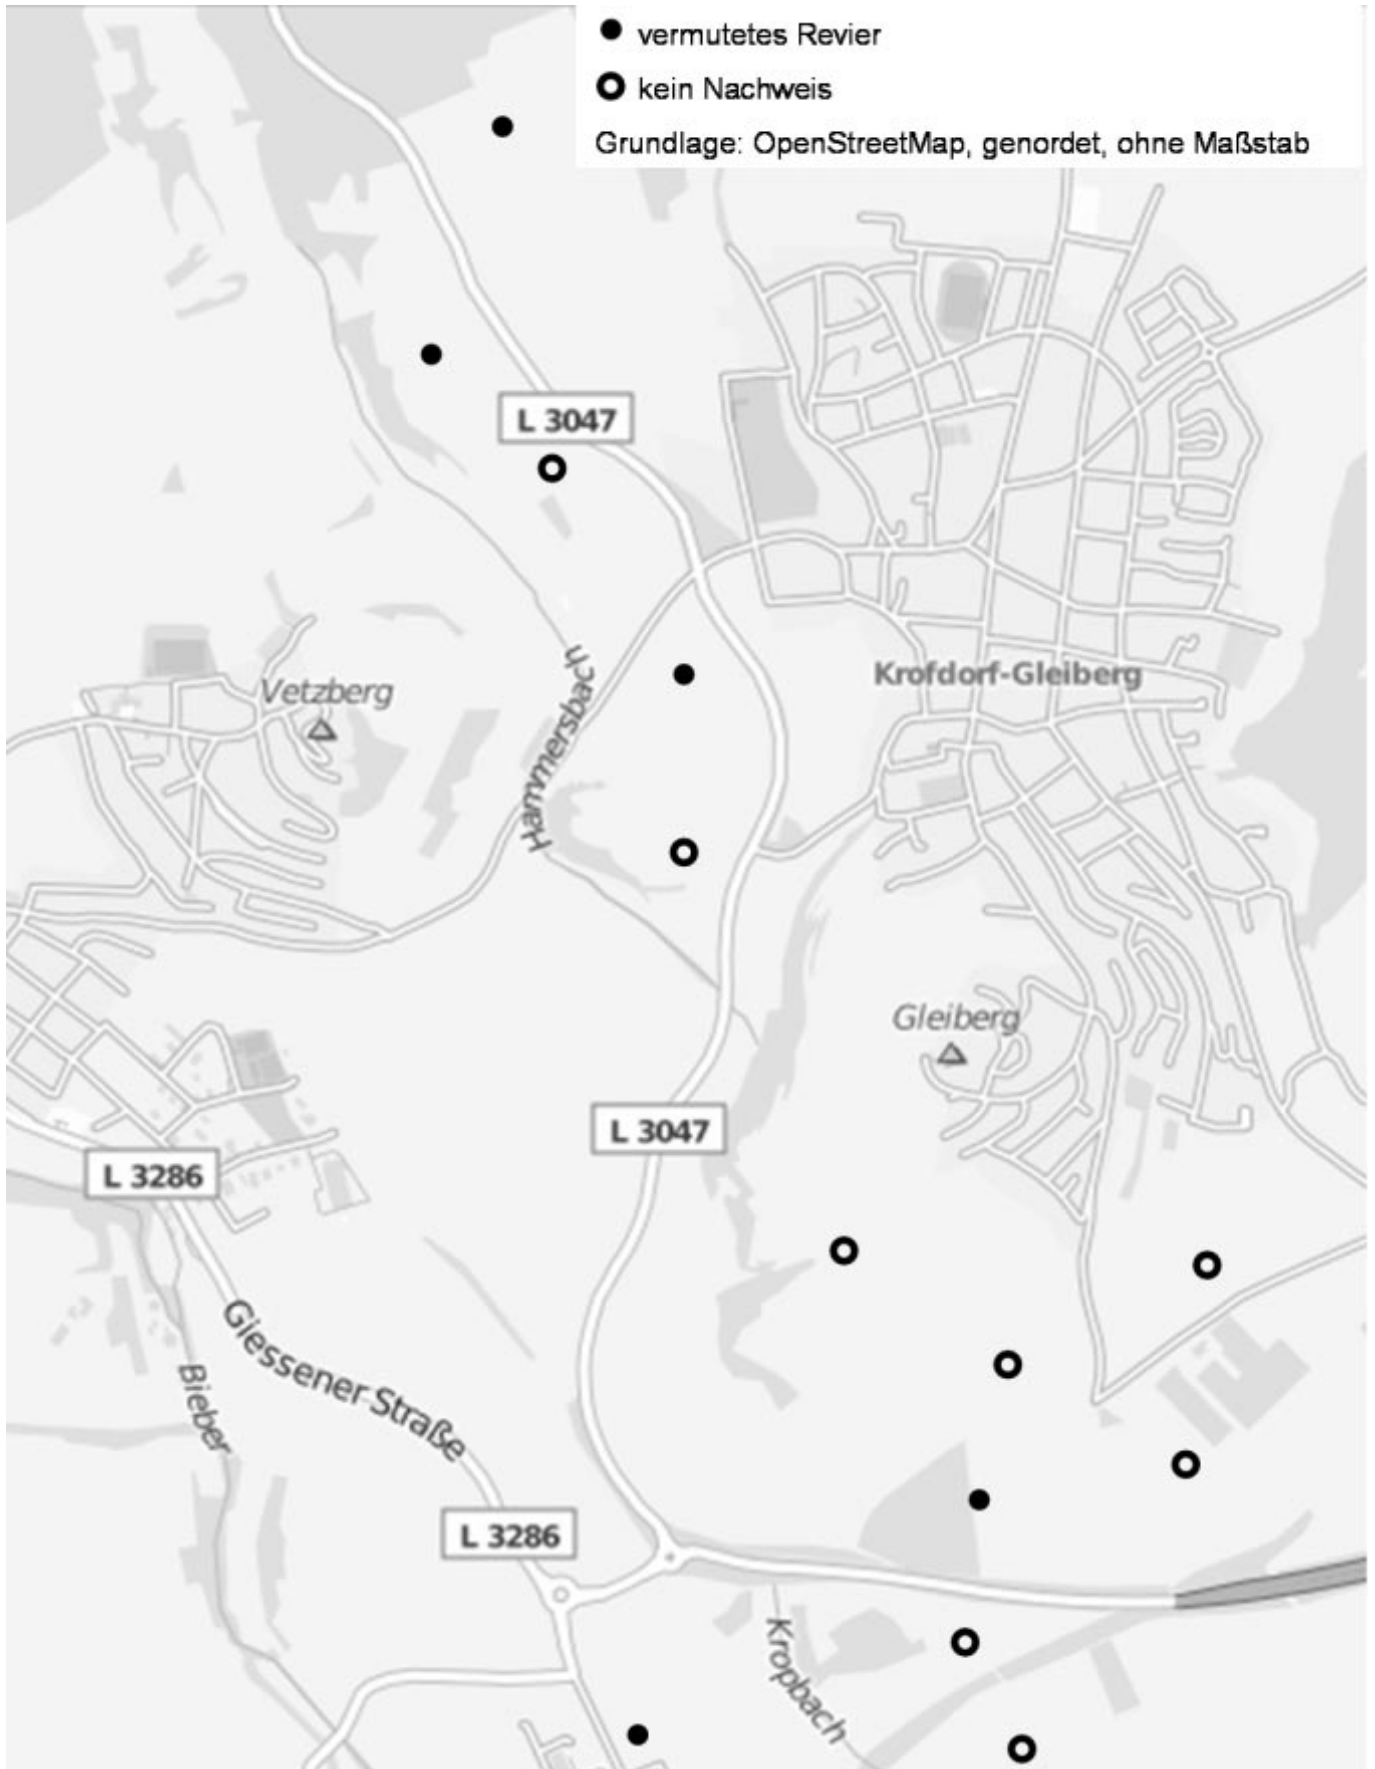 vermutetes Revier
kein Nachweis
Grundlage: OpenStreetMap, genordet, ohne Maßstab
L 3047
Hammersbach
Vetzberg
Krofdorf-Gleiberg
Gleiberg
L 3047
L 3286
Giessener Straße
Bieber
L 3286
Kropbach